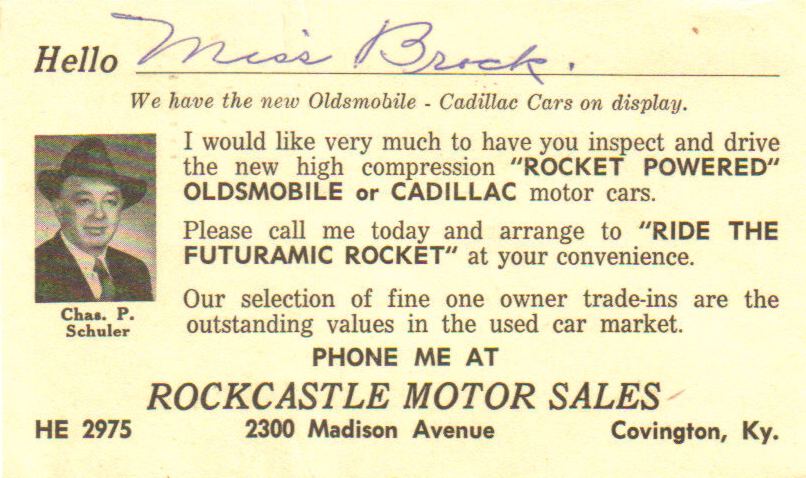 Hello Miss Brock.
We have the new Oldsmobile - Cadillac Cars on display.
I would like very much to have you inspect and drive
the new high compression "ROCKET POWERED"
OLDSMOBILE or CADILLAC motor cars.
Please call me today and arrange to "RIDE THE
FUTURAMIC ROCKET" at your convenience.
Chas. P.
Schuler
Our selection of fine one owner trade-ins are the
outstanding values in the used car market.
PHONE ME AT
ROCKCASTLE MOTOR SALES
HE 2975 2300 Madison Avenue Covington, Ky.